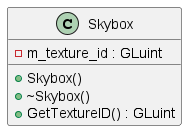 C Skybox
m_texture_id : GLuint
Skybox()
~Skybox()
GetTextureID() : GLuint